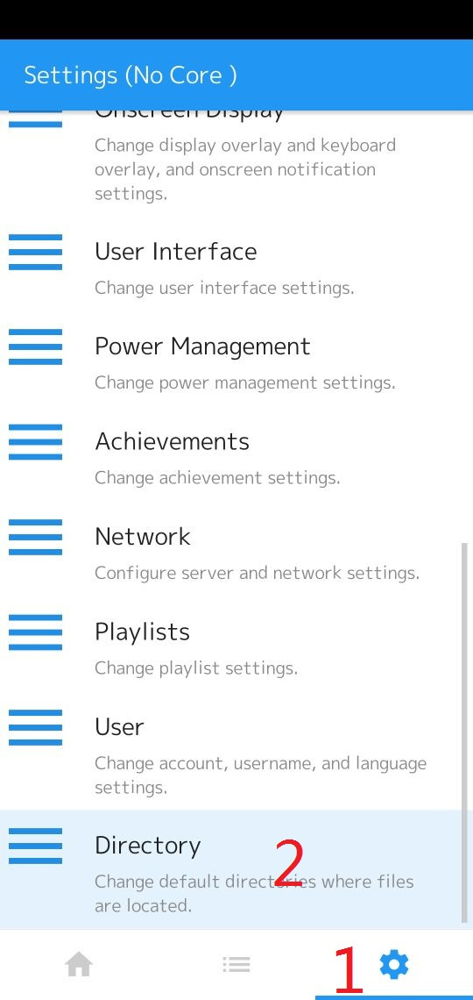 Settings (No Core )
Onscreen Display
Change display overlay and keyboard
overlay, and onscreen notification
settings.
User Interface
Change user interface settings.
Power Management
Change power management settings.
Achievements
Change achievement settings.
Network
Configure server and network settings.
Playlists
Change playlist settings.
User
Change account, username, and language
settings.
Directory
2
Change default directories where files
are located.
1